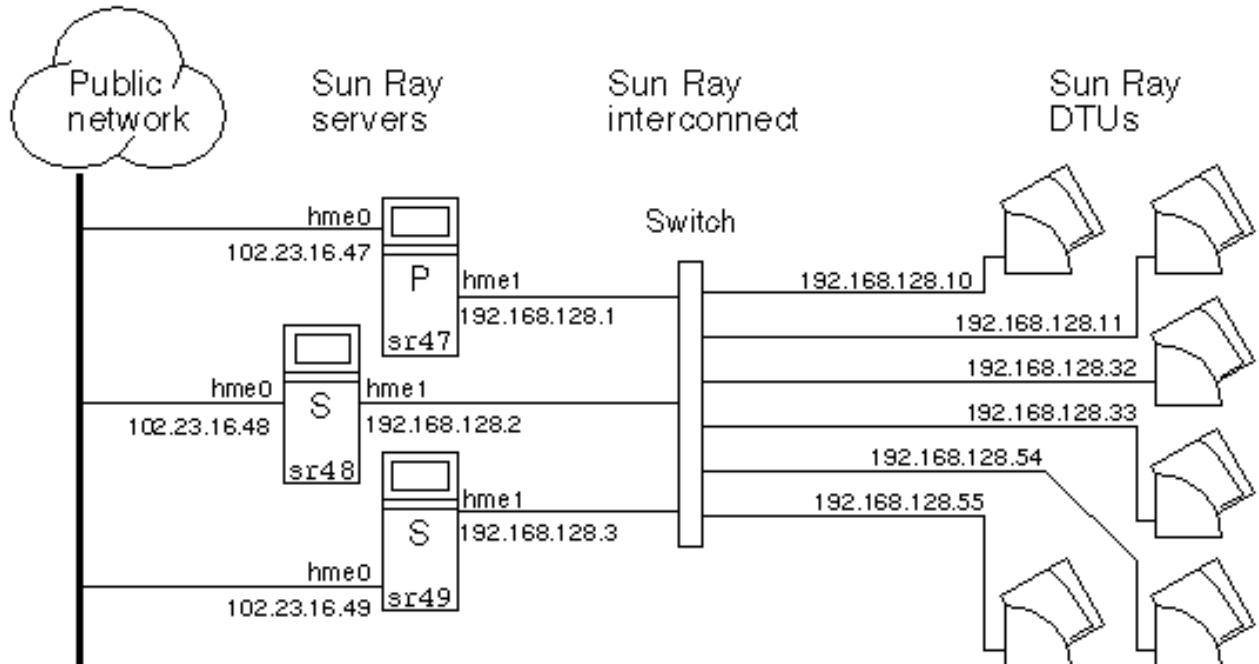 Public
network
Sun Ray
servers
Sun Ray
interconnect
Sun Ray
DTUs
Switch
hme0
102.23.16.47
P
sr47
hme1
192.168.128.1
hme0
102.23.16.48
S
sr48
hme1
192.168.128.2
hme0
102.23.16.49
S
sr49
hme1
192.168.128.3
192.168.128.10
192.168.128.11
192.168.128.32
192.168.128.33
192.168.128.54
192.168.128.55